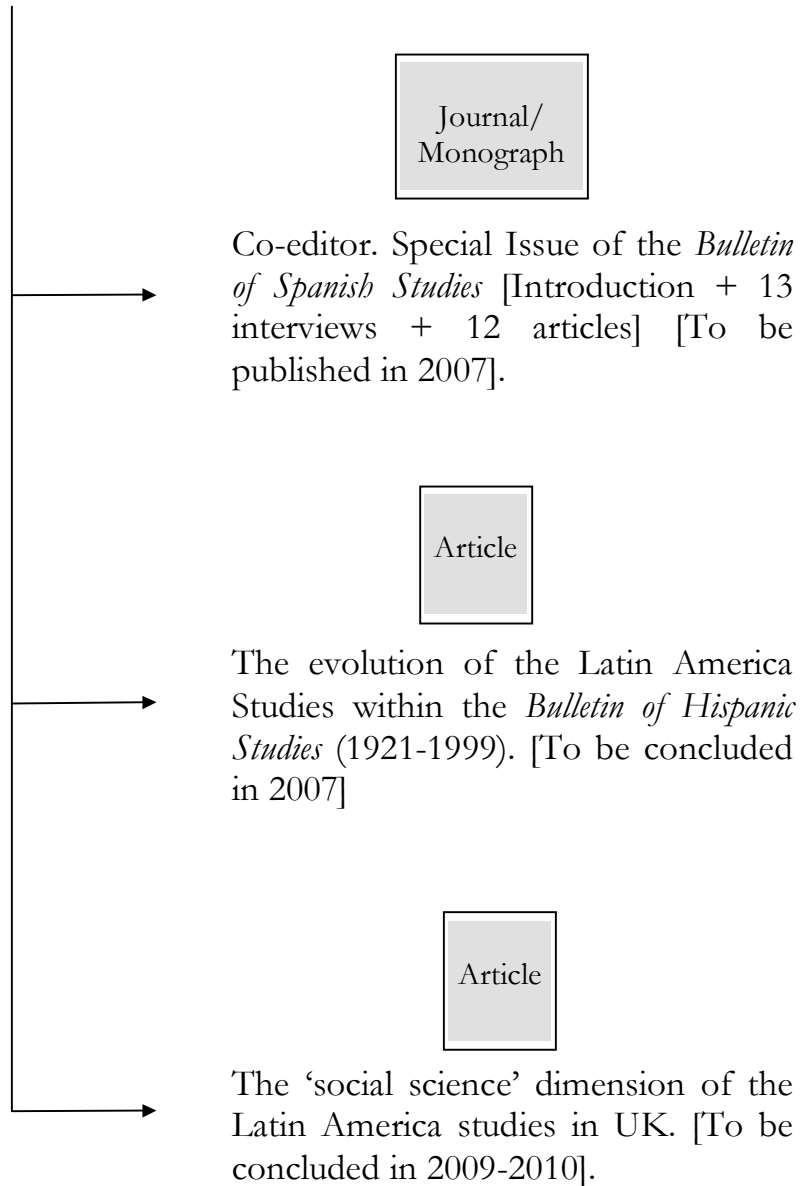 Journal/
Monograph
Co-editor. Special Issue of the Bulletin
of Spanish Studies [Introduction + 13
interviews + 12 articles] [To be
published in 2007].
Article
The evolution of the Latin America
Studies within the Bulletin of Hispanic
Studies (1921-1999). [To be concluded
in 2007]
Article
The ‘social science’ dimension of the
Latin America studies in UK. [To be
concluded in 2009-2010].